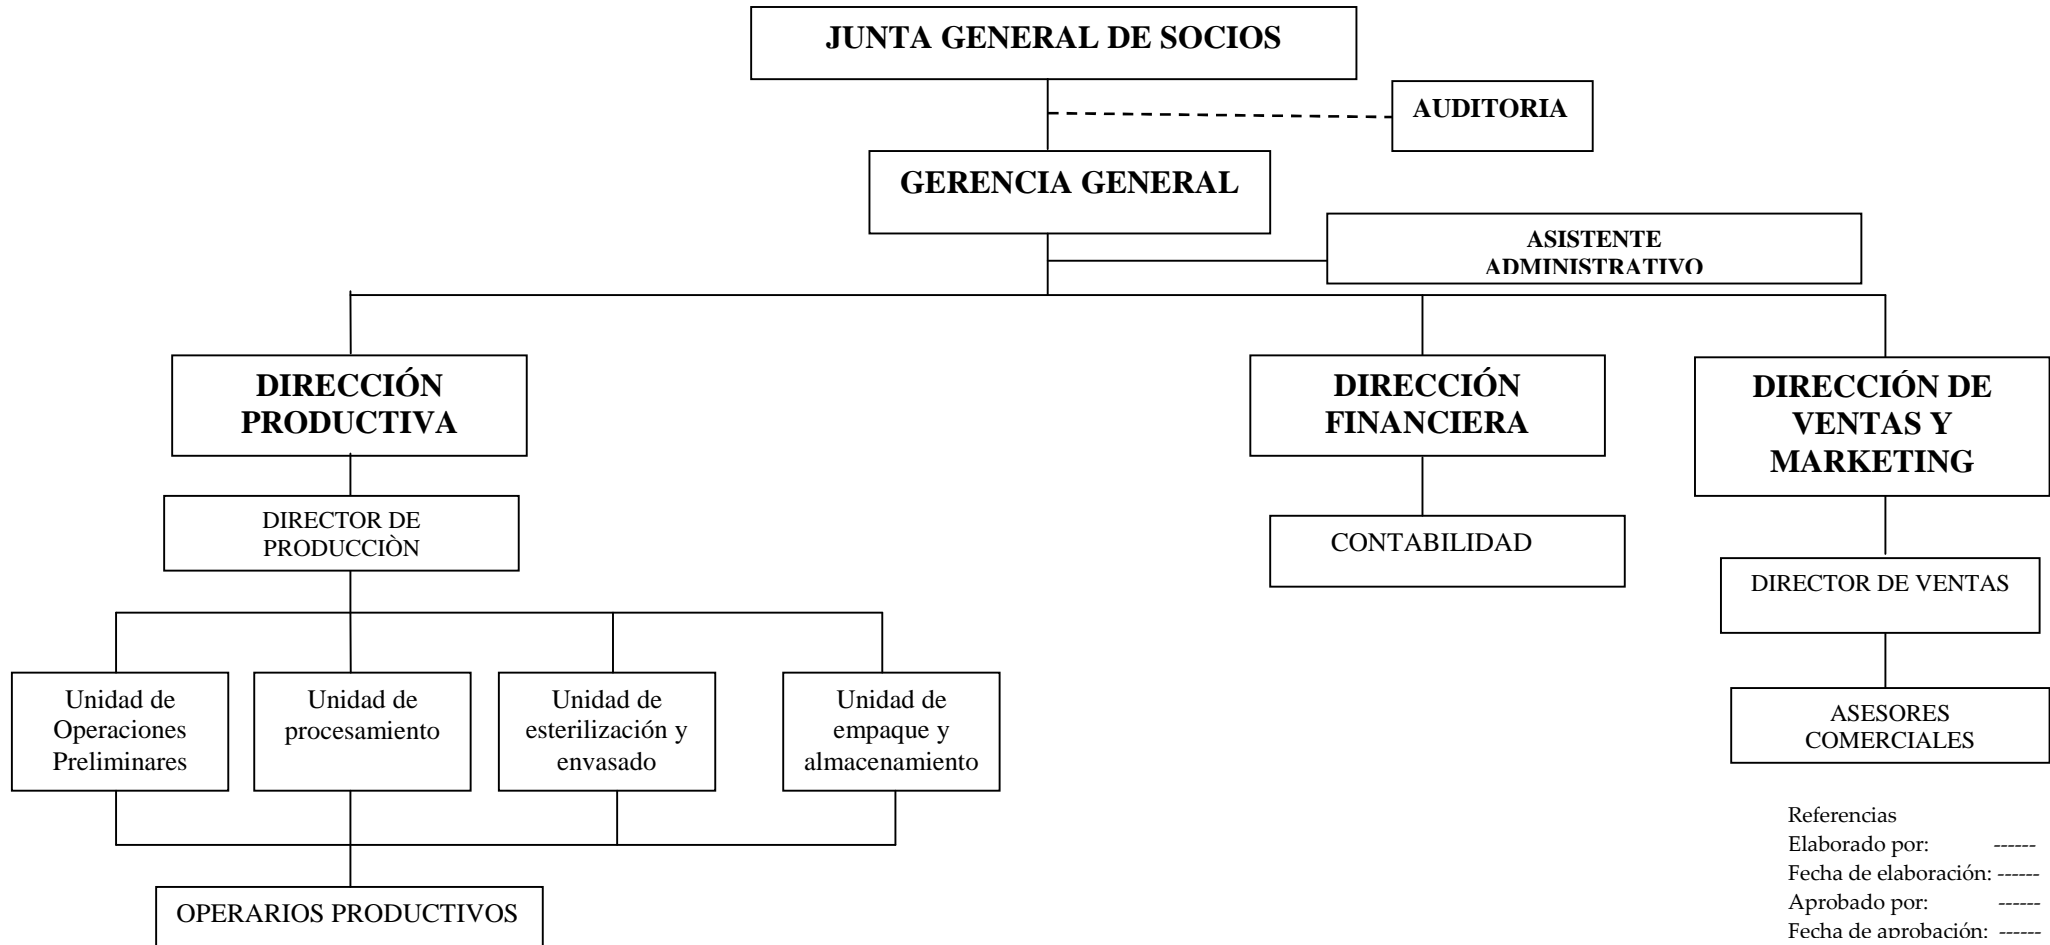 JUNTA GENERAL DE SOCIOS
AUDITORIA
GERENCIA GENERAL
ASISTENTE
ADMINISTRATIVO
DIRECCIÓN
PRODUCTIVA
DIRECCIÓN
FINANCIERA
DIRECCIÓN DE
VENTAS Y
MARKETING
DIRECTOR DE
PRODUCCIÒN
CONTABILIDAD
DIRECTOR DE VENTAS
Unidad de
Operaciones
Preliminares
Unidad de
procesamiento
Unidad de
esterilización y
envasado
Unidad de
empaque y
almacenamiento
ASESORES
COMERCIALES
OPERARIOS PRODUCTIVOS
Referencias
Elaborado por: ------
Fecha de elaboración: ------
Aprobado por: ------
Fecha de aprobación: ------